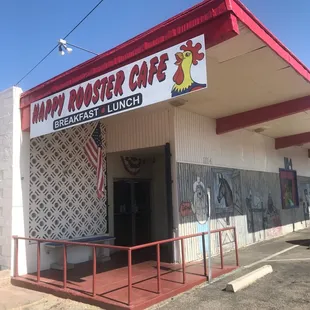 HAPPY ROOSTER CAFE
BREAKFAST • LUNCH